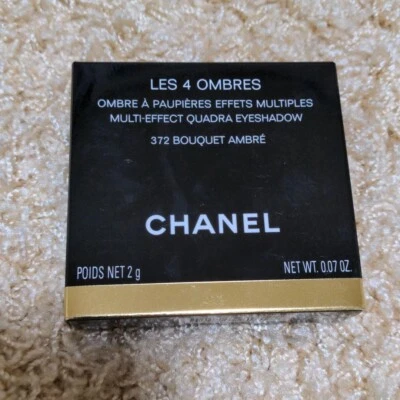 LES 4 OMBRES
OMBRE À PAUPIÈRES EFFETS MULTIPLES
MULTI-EFFECT QUADRA EYESHADOW
372 BOUQUET AMBRÉ
CHANEL
POIDS NET 2 g NET WT. 0.07 OZ.